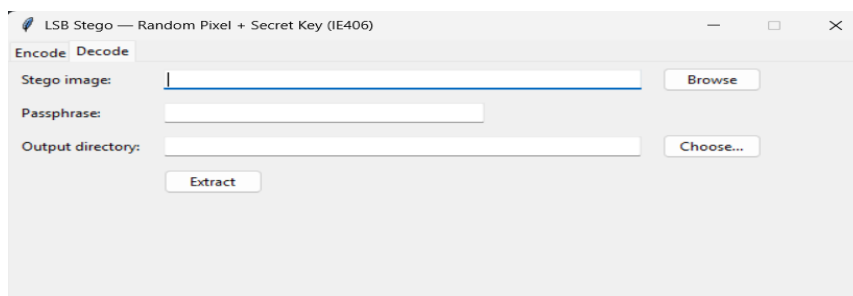 LSB Stego — Random Pixel + Secret Key (IE406)
Encode Decode
Stego image: Browse
Passphrase:
Output directory: Choose...
Extract